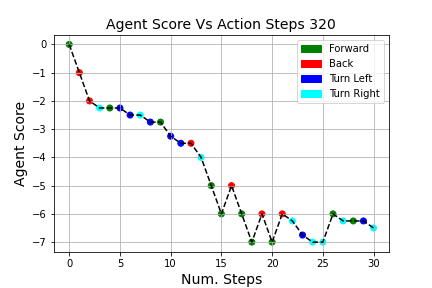 Agent Score Vs Action Steps 320
Forward
Back
Turn Left
Turn Right
0
−1
−2
−3
−4
−5
−6
−7
Agent Score
0 5 10 15 20 25 30
Num. Steps